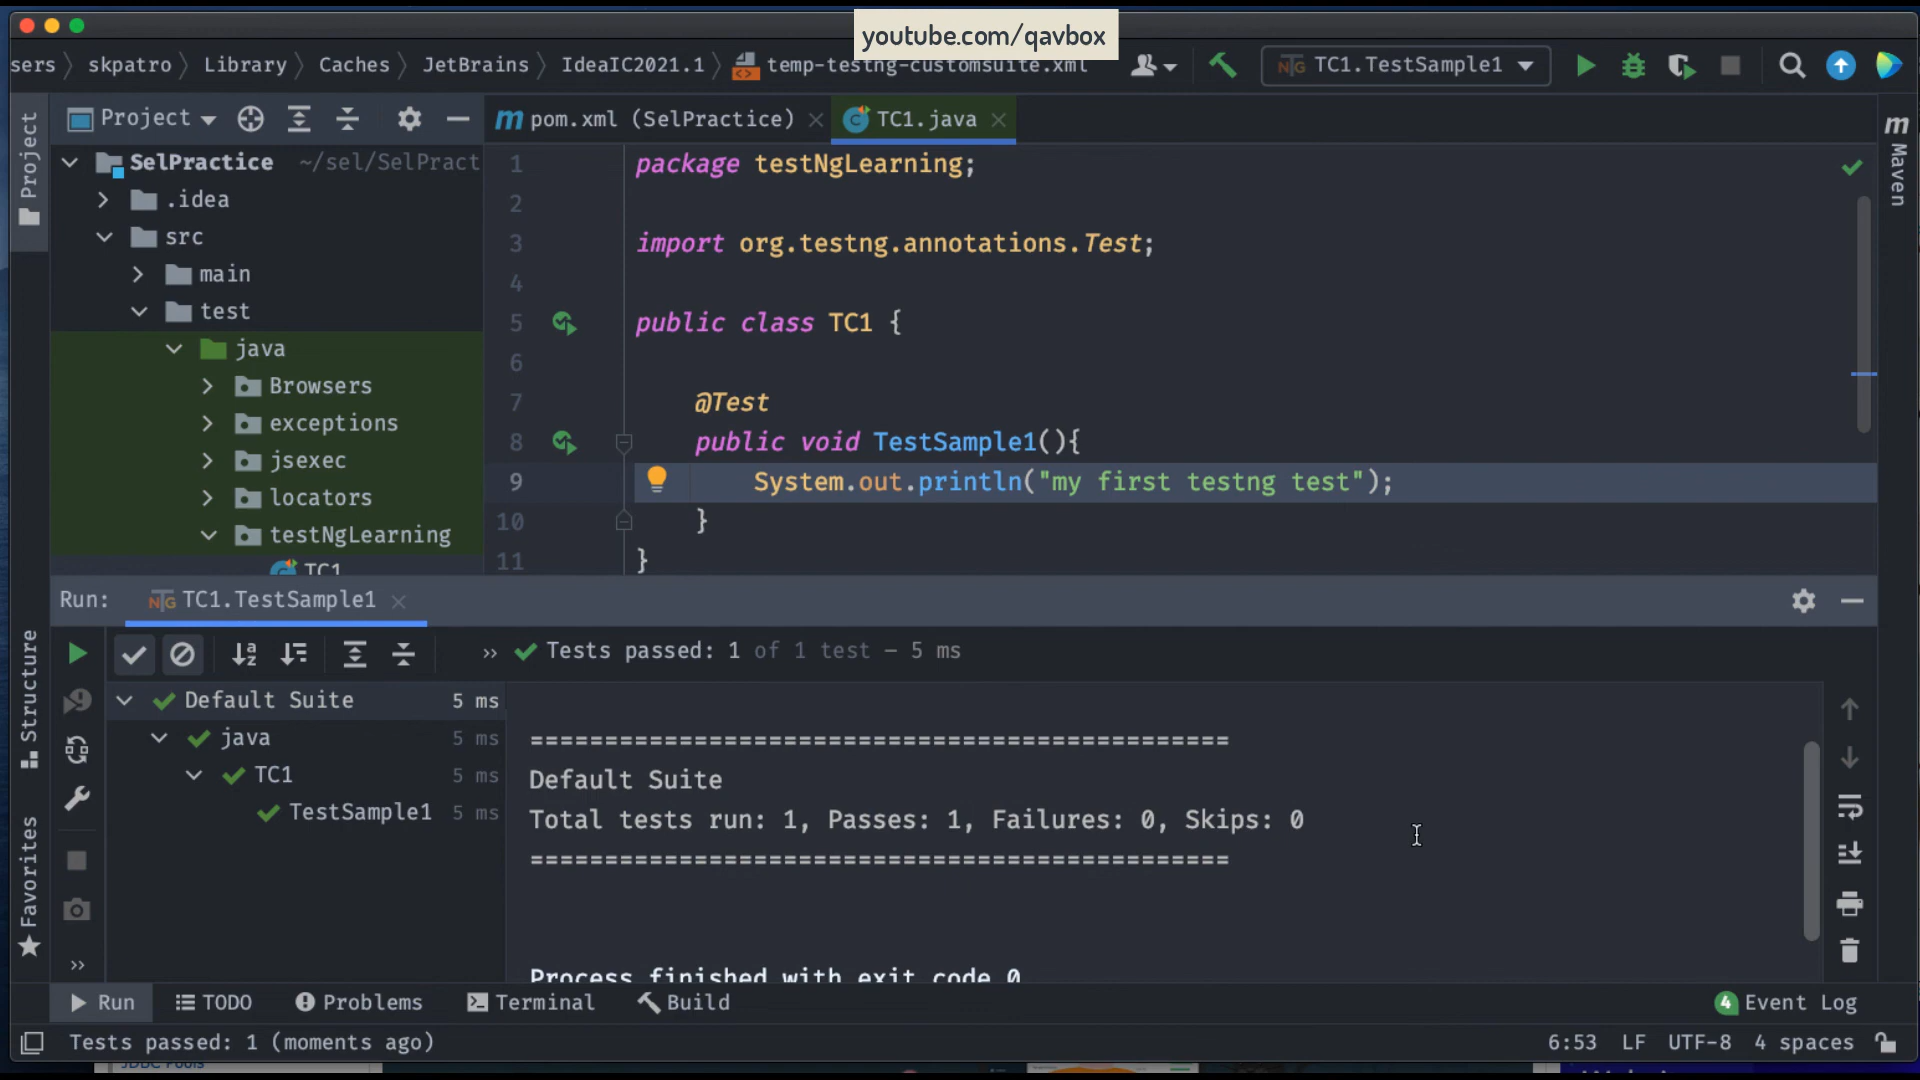 youtube.com/qavbox
sers
skpatro
Library
Caches
JetBrains
IdeaIC2021.1
temp-testng-customsuite.xml
TC1.TestSample1
Project
Project
pom.xml (SelPractice)
TC1.java
Maven
SelPractice ~/sel/SelPract
.idea
src
main
test
java
Browsers
exceptions
jsexec
locators
testNgLearning
TC1
1 package testNgLearning;
2
3 import org.testng.annotations.Test;
4
5 public class TC1 {
6
7 @Test
8 public void TestSample1(){
9 System.out.println("my first testng test");
10 }
11 }
Run: TC1.TestSample1
Structure
Favorites
Tests passed: 1 of 1 test – 5 ms
Default Suite 5 ms
java 5 ms
TC1 5 ms
TestSample1 5 ms
===============================================
Default Suite
Total tests run: 1, Passes: 1, Failures: 0, Skips: 0
===============================================
Process finished with exit code 0
Run
TODO
Problems
Terminal
Build
4 Event Log
Tests passed: 1 (moments ago)
6:53 LF UTF-8 4 spaces
JDBC Pools